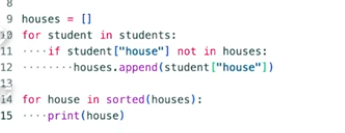 8
9 houses = []
10 for student in students:
11 ····if student["house"] not in houses:
12 ········houses.append(student["house"])
13
14 for house in sorted(houses):
15 ····print(house)